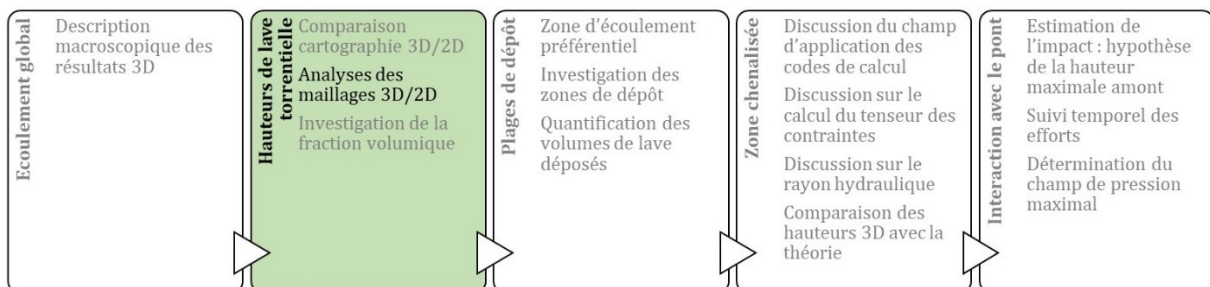 Ecoulement global
Description
macroscopique des
résultats 3D
Hauteurs de lave
torrentielle
Comparaison
cartographie 3D/2D
Analyses des
maillages 3D/2D
Investigation de la
fraction volumique
Plages de dépôt
Zone d'écoulement
préférentiel
Investigation des
zones de dépôt
Quantification des
volumes de lave
déposés
Zone chenalisée
Discussion du champ
d'application des
codes de calcul
Discussion sur le
calcul du tenseur des
contraintes
Discussion sur le
rayon hydraulique
Comparaison des
hauteurs 3D avec la
théorie
Interaction avec le pont
Estimation de
l'impact : hypothèse
de la hauteur
maximale amont
Suivi temporel des
efforts
Détermination du
champ de pression
maximal